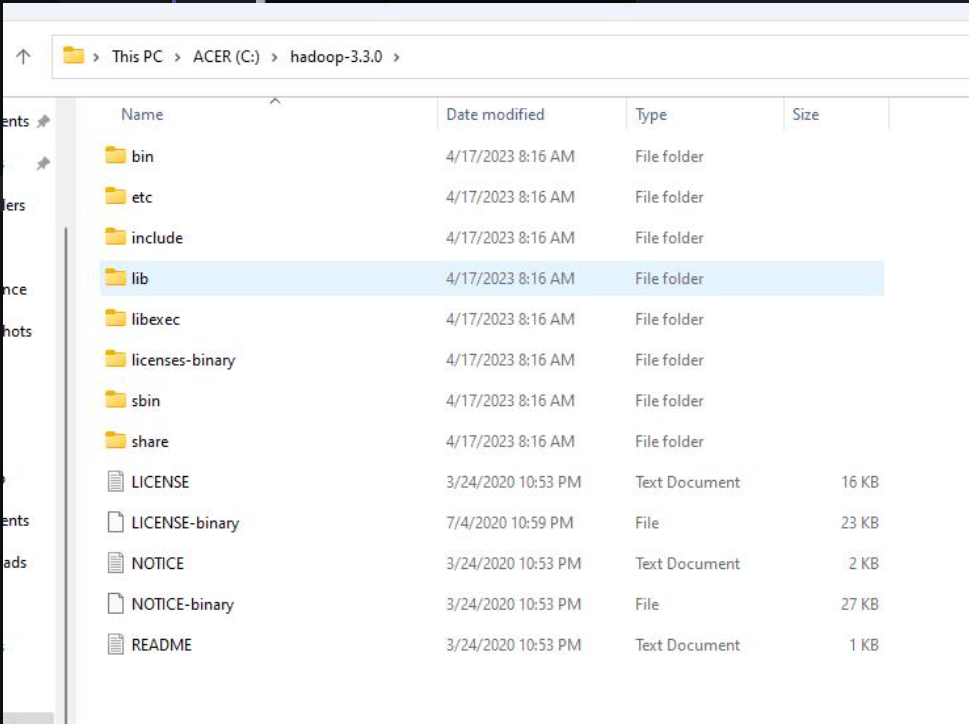 This PC > ACER (C:) > hadoop-3.3.0 >
Name Date modified Type Size
ents
bin 4/17/2023 8:16 AM File folder
etc 4/17/2023 8:16 AM File folder
ders
include 4/17/2023 8:16 AM File folder
lib 4/17/2023 8:16 AM File folder
nce
libexec 4/17/2023 8:16 AM File folder
hots
licenses-binary 4/17/2023 8:16 AM File folder
sbin 4/17/2023 8:16 AM File folder
share 4/17/2023 8:16 AM File folder
LICENSE 3/24/2020 10:53 PM Text Document 16 KB
ents
LICENSE-binary 7/4/2020 10:59 PM File 23 KB
ads
NOTICE 3/24/2020 10:53 PM Text Document 2 KB
NOTICE-binary 3/24/2020 10:53 PM File 27 KB
README 3/24/2020 10:53 PM Text Document 1 KB